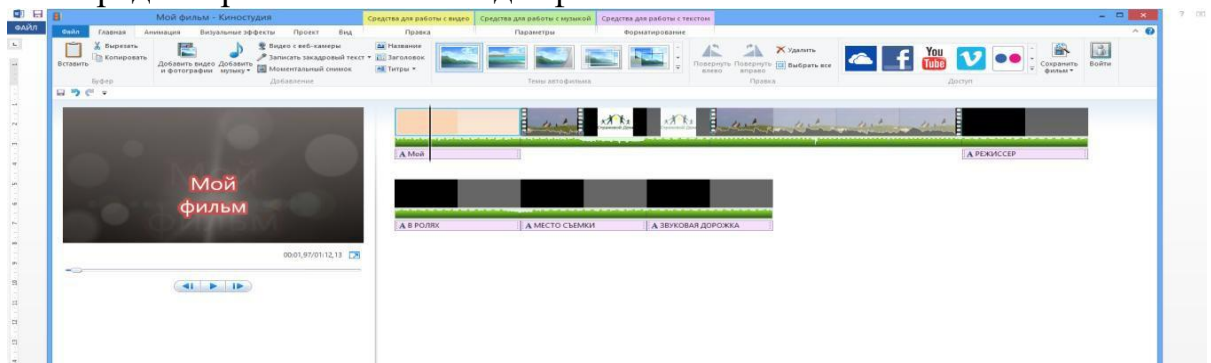 Мой фильм - Киностудия
Средства для работы с видео Средства для работы с музыкой Средства для работы с текстом
ФАЙЛ
Файл Главная Анимация Визуальные эффекты Проект Вид Правка Параметры Форматирование
Вставить
Вырезать
Копировать
Буфер
Добавить видео и фотографии
Добавить музыку
Видео с веб-камеры
Записать закадровый текст
Моментальный снимок
Добавление
Название
Заголовок
Титры
Темы автофильма
Повернуть влево
Повернуть вправо
Удалить
Выбрать все
Правка
You
Tube
Доступ
Сохранить фильм
Войти
Мой
фильм
00:01,97/01:12,13
A Мой
A РЕЖИССЕР
A В РОЛЯХ
A МЕСТО СЪЕМКИ
A ЗВУКОВАЯ ДОРОЖКА